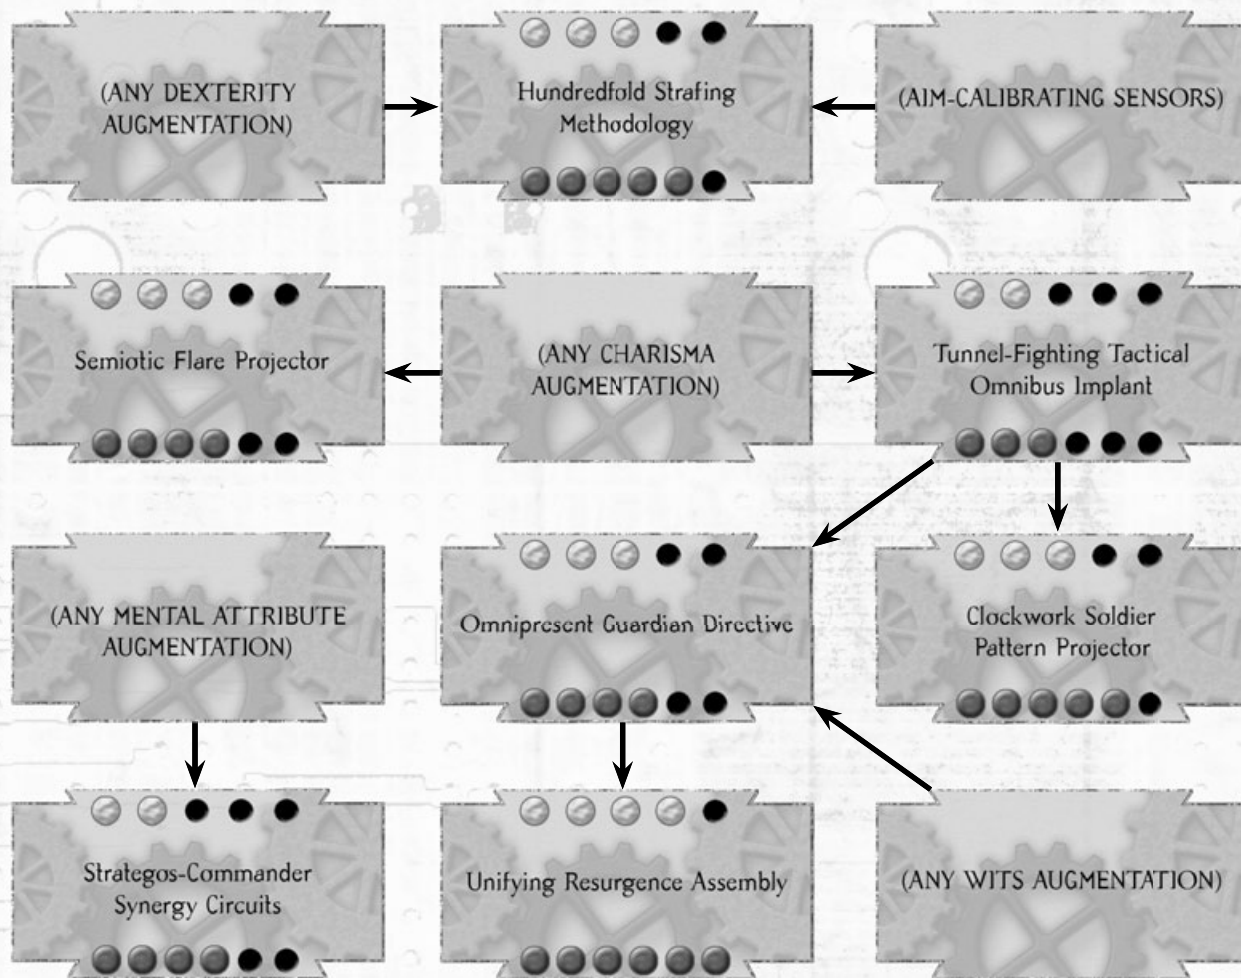 (ANY DEXTERITY
AUGMENTATION)
Hundredfold Strafing
Methodology
(AIM-CALIBRATING SENSORS)
Semiotic Flare Projector
(ANY CHARISMA
AUGMENTATION)
Tunnel-Fighting Tactical
Omnibus Implant
(ANY MENTAL ATTRIBUTE
AUGMENTATION)
Omnipresent Guardian Directive
Clockwork Soldier
Pattern Projector
Strategos-Commander
Synergy Circuits
Unifying Resurgence Assembly
(ANY WITS AUGMENTATION)